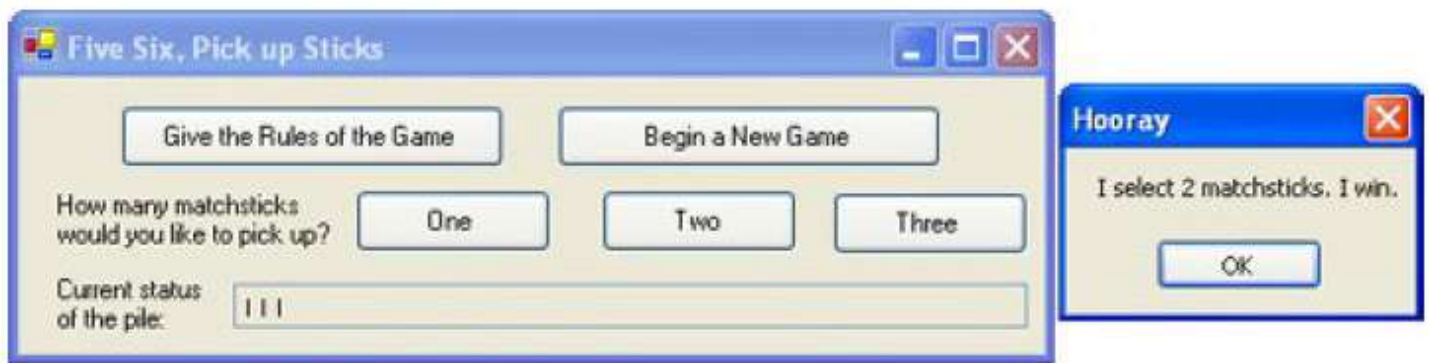 Five Six, Pick up Sticks
Give the Rules of the Game
Begin a New Game
How many matchsticks
would you like to pick up?
One
Two
Three
Current status
of the pile:
I I I
Hooray
I select 2 matchsticks. I win.
OK